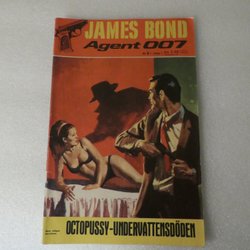 JAMES BOND
Agent 007
OCTOPUSSY-UNDERVATTENSDÖDEN